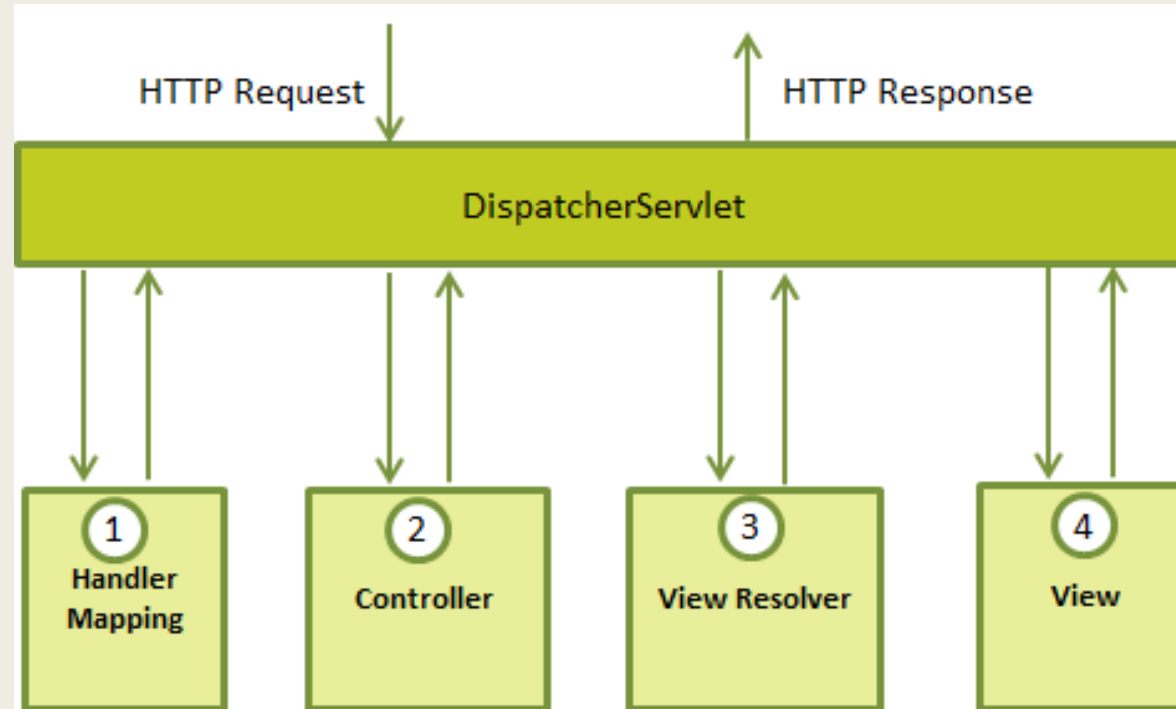 HTTP Request
HTTP Response
DispatcherServlet
1
Handler
Mapping
2
Controller
3
View Resolver
4
View